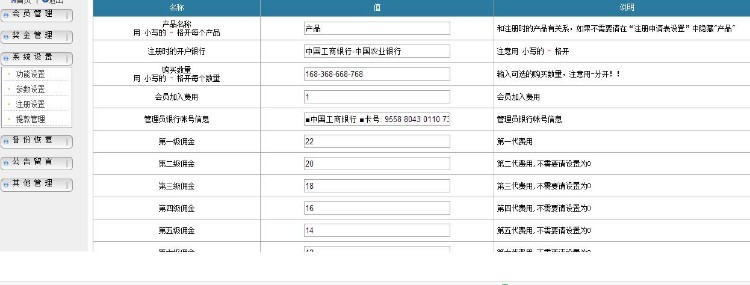 首页 | 退出
会员管理
奖金管理
系统设置
功能设置
参数设置
注册设置
提款管理
备份恢复
公告留言
其他管理
名称 值 说明
产品名称
用 小写的 - 格开每个产品
产品
和注册时的产品有关系，如果不需要请在“注册申请表设置”中隐藏“产品”
注册时的开户银行 中国工商银行-中国农业银行 注意用 小写的 - 格开
购买数量
用 小写的 - 格开每个数量
168-368-668-768
输入可选的购买数量，注意用-分开！！
会员加入费用 1 会员加入费用
管理员银行帐号信息 ■中国工商银行 ■卡号: 9558 8043 0110 73 管理员银行帐号信息
第一级佣金 22 第一代费用
第二级佣金 20 第二代费用,不需要请设置为0
第三级佣金 18 第三代费用,不需要请设置为0
第四级佣金 16 第四代费用,不需要请设置为0
第五级佣金 14 第五代费用,不需要请设置为0